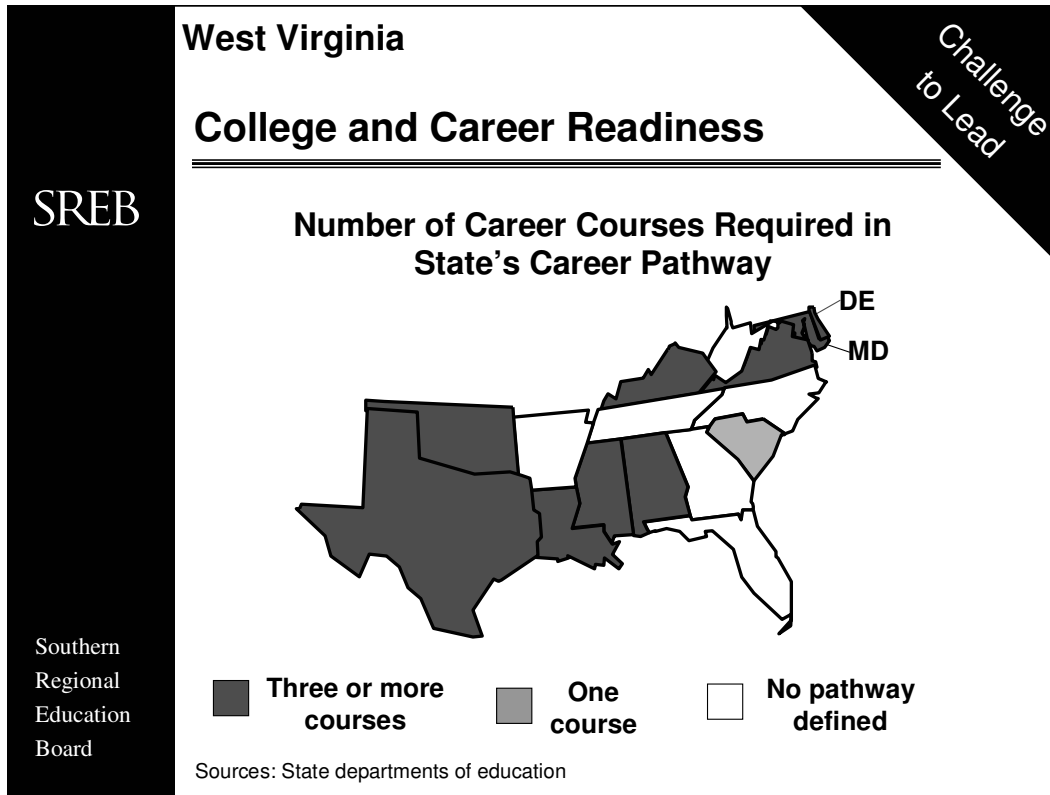 West Virginia
Challenge
to Lead
College and Career Readiness
SREB
Number of Career Courses Required in
State's Career Pathway
DE
MD
Three or more
courses
One
course
No pathway
defined
Southern
Regional
Education
Board
Sources: State departments of education